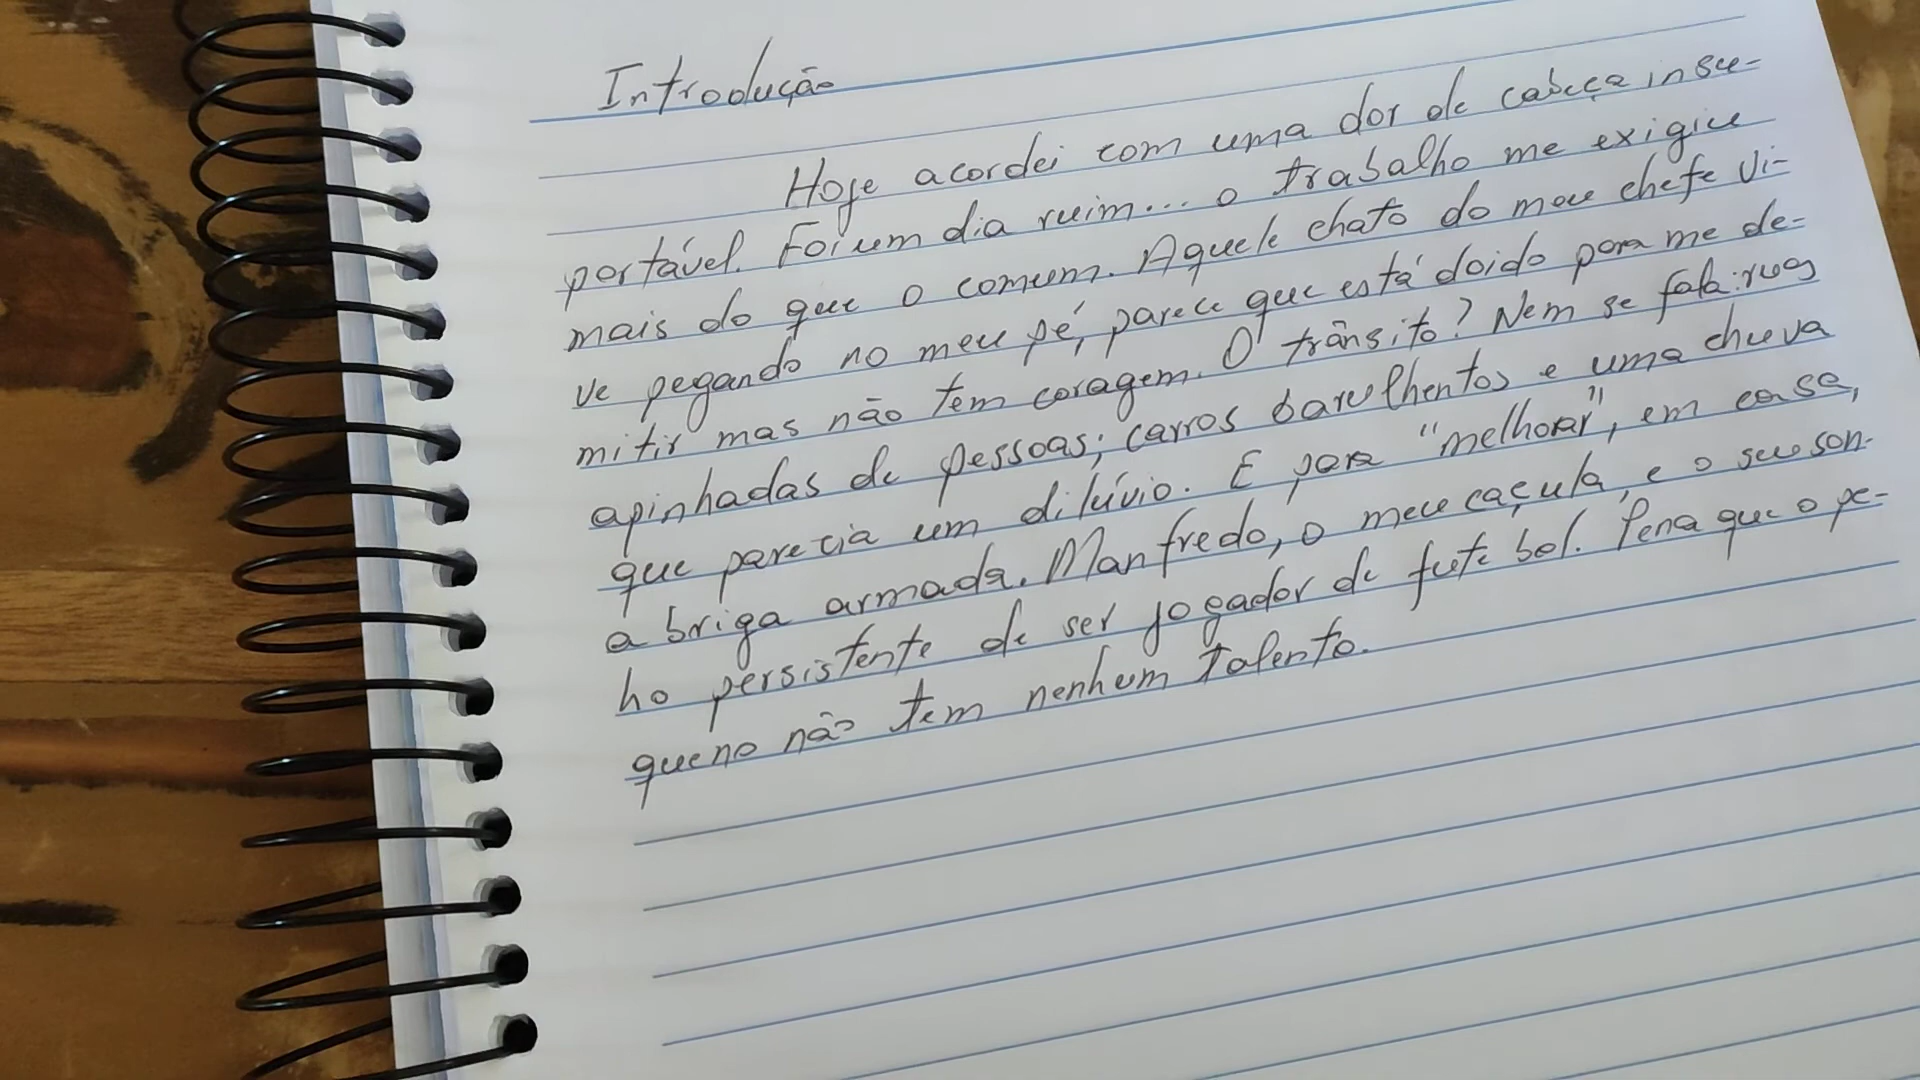 Introdução
Hoje acordei com uma dor de cabeça insu-
portável. Foi um dia ruim... o trabalho me exigiu
mais do que o comum. Aquele chato do meu chefe vi-
ve pegando no meu pé, parece que está doido para me de-
mitir mas não tem coragem. O trânsito? Nem se fala: ruas
apinhadas de pessoas; carros barulhentos e uma chuva
que parecia um dilúvio. E para "melhorar", em casa,
a briga armada. Manfredo, o meu caçula, e o seu son-
ho persistente de ser jogador de futebol. Pena que o pe-
queno não tem nenhum talento.